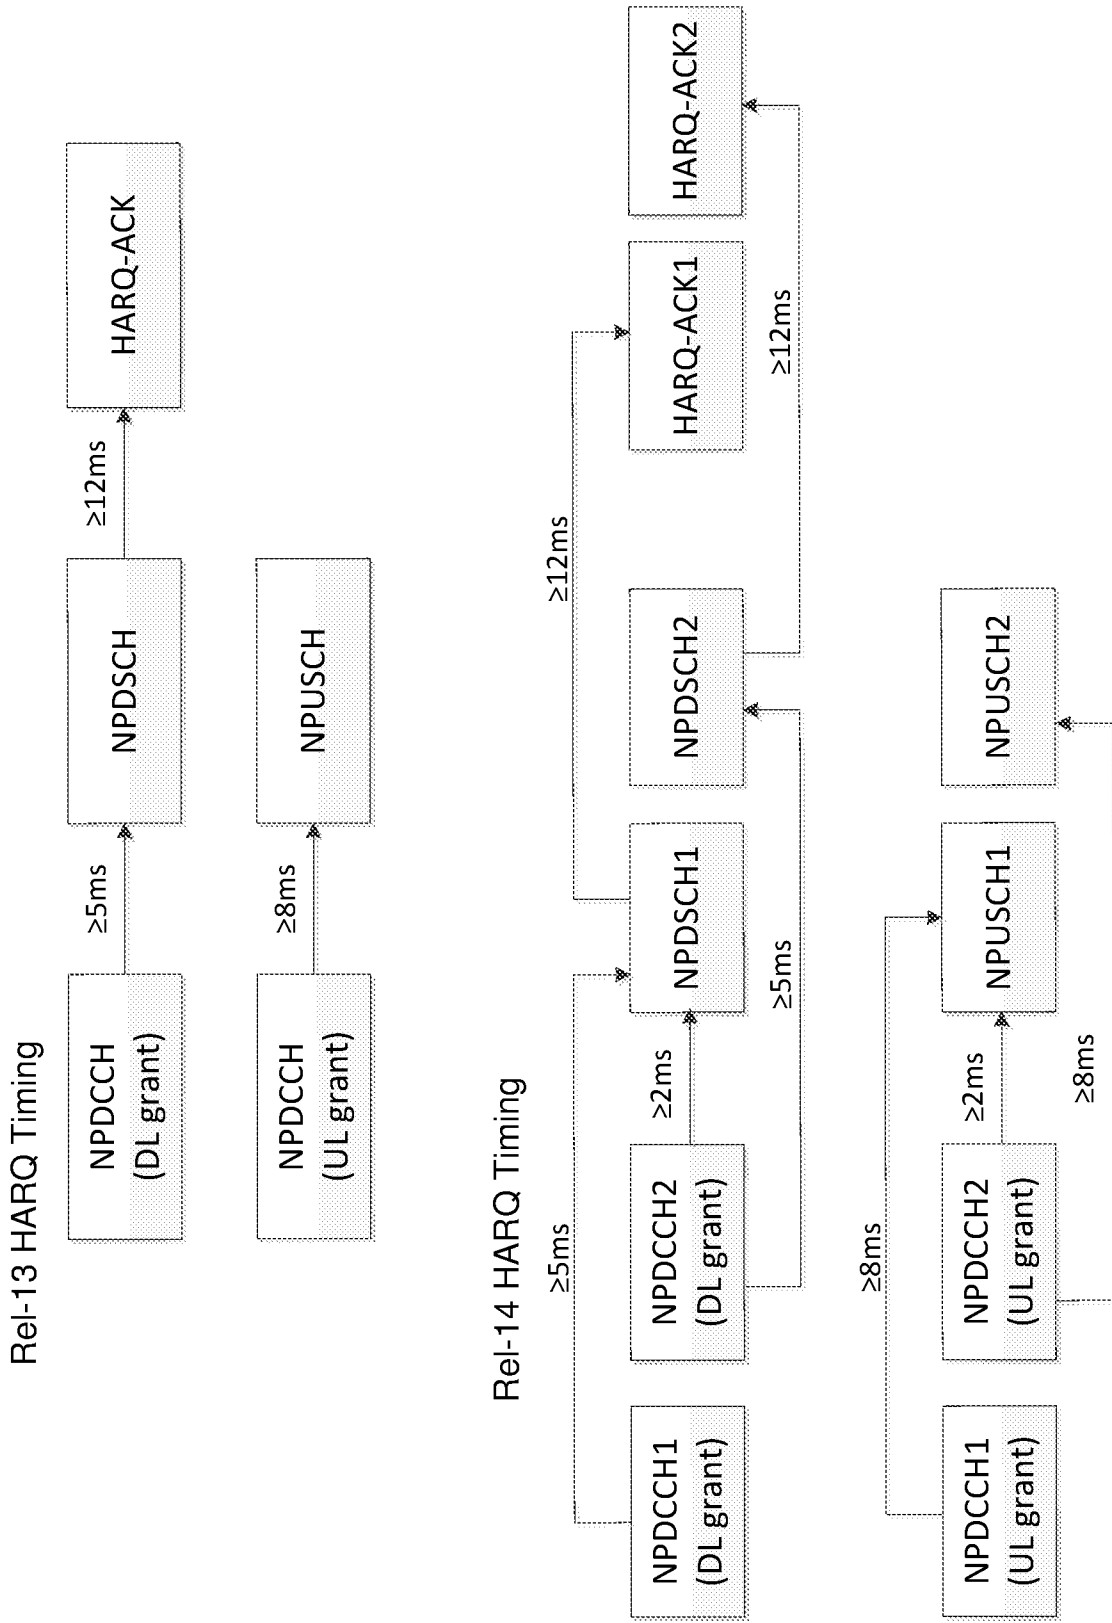 Rel-13 HARQ Timing
NPDCCH
(DL grant)
≥5ms
NPDSCH
≥12ms
HARQ-ACK
NPDCCH
(UL grant)
≥8ms
NPUSCH
Rel-14 HARQ Timing
≥5ms
≥12ms
NPDCCH1
(DL grant)
NPDCCH2
(DL grant)
≥2ms
NPDSCH1
NPDSCH2
HARQ-ACK1
HARQ-ACK2
≥5ms
≥12ms
≥8ms
NPDCCH1
(UL grant)
NPDCCH2
(UL grant)
≥2ms
NPUSCH1
NPUSCH2
≥8ms